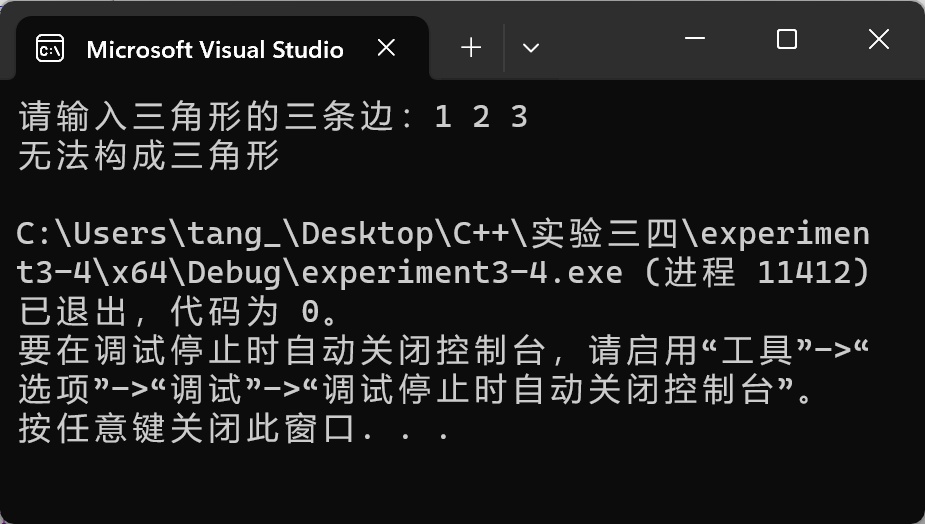 Microsoft Visual Studio
请输入三角形的三条边：1 2 3
无法构成三角形
C:\Users\tang_\Desktop\C++\实验三四\experimen
t3-4\x64\Debug\experiment3-4.exe (进程 11412)
已退出，代码为 0。
要在调试停止时自动关闭控制台，请启用“工具”->“
选项”->“调试”->“调试停止时自动关闭控制台”。
按任意键关闭此窗口. . .